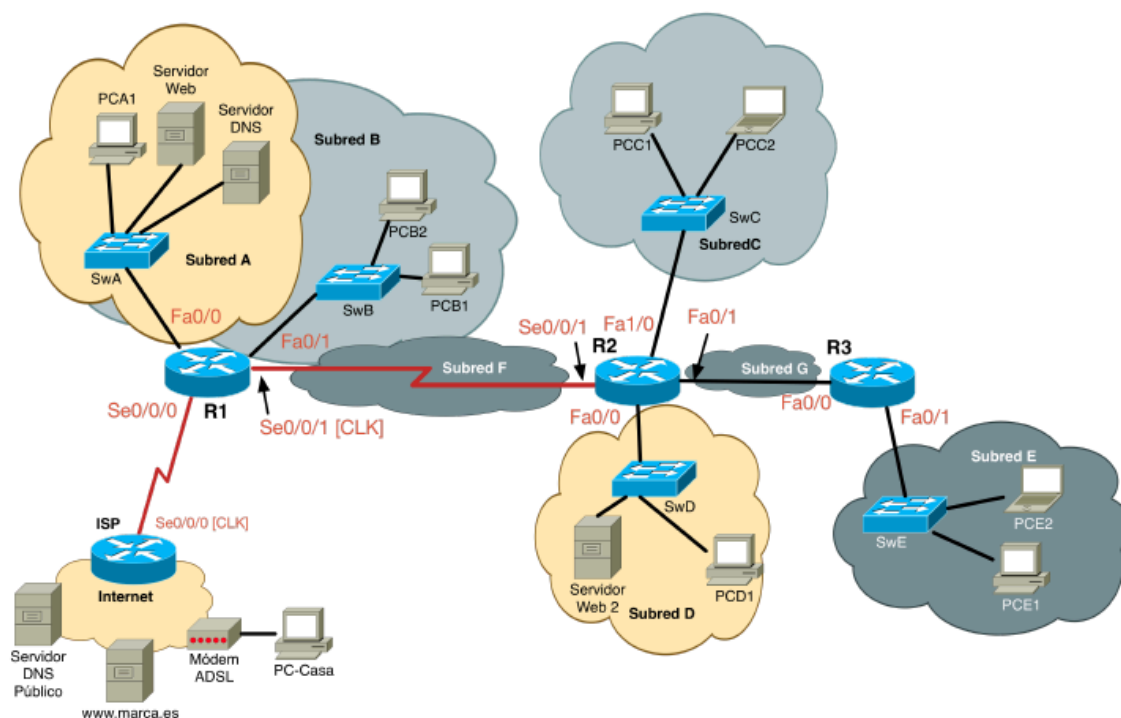 PCA1
Servidor
Web
Servidor
DNS
Subred B
PCB2
PCB1
SwA
Subred A
SwB
Fa0/0
Fa0/1
R1
Se0/0/0
Se0/0/1 [CLK]
Subred F
PCC1
PCC2
SwC
SubredC
Se0/0/1
R2
Fa1/0
Fa0/1
Subred G
R3
Fa0/0
Fa0/0
Fa0/1
SwD
Servidor
Web 2
PCD1
Subred D
Subred E
PCE2
SwE
PCE1
ISP
Se0/0/0 [CLK]
Internet
Servidor
DNS
Público
www.marca.es
Módem
ADSL
PC-Casa